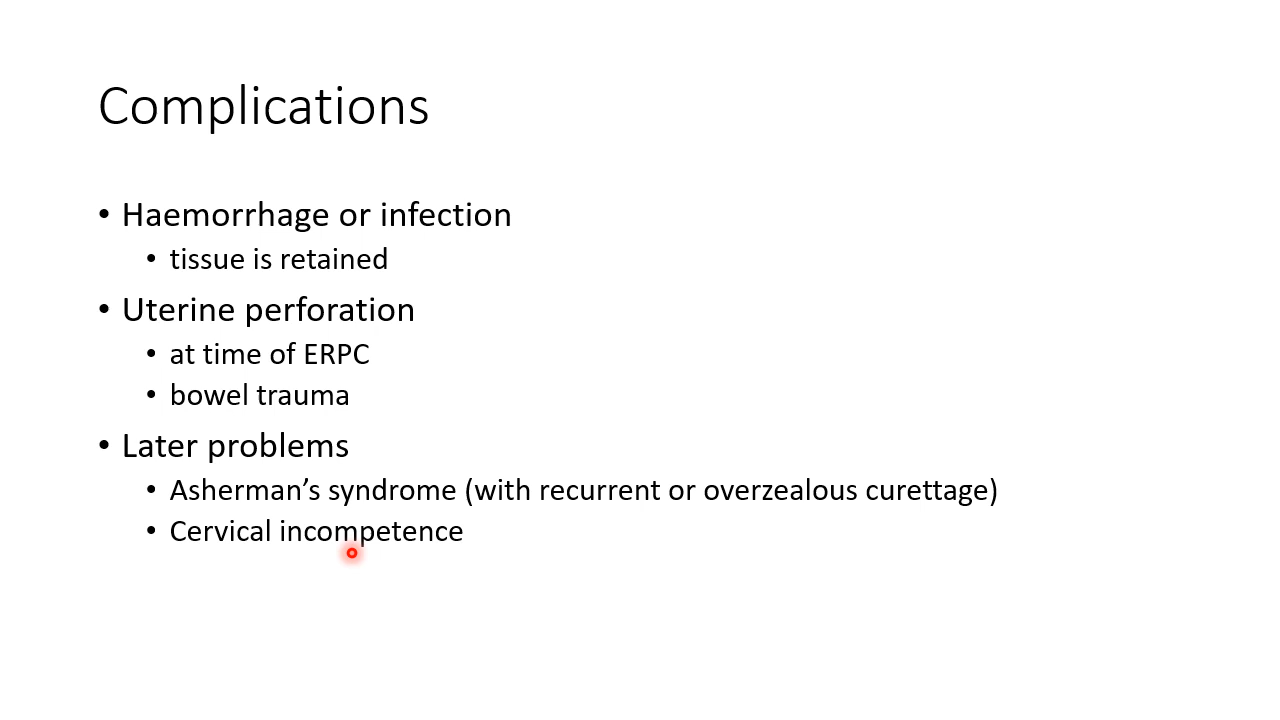 Complications
• Haemorrhage or infection
• tissue is retained
• Uterine perforation
• at time of ERPC
• bowel trauma
• Later problems
• Asherman’s syndrome (with recurrent or overzealous curettage)
• Cervical incompetence